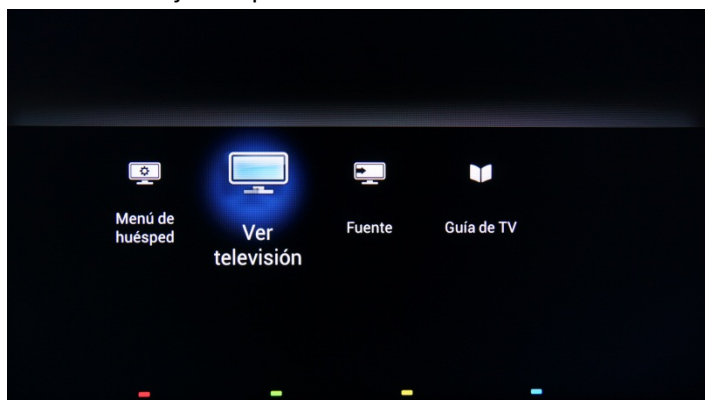 Menú de
huésped
Ver
televisión
Fuente
Guía de TV